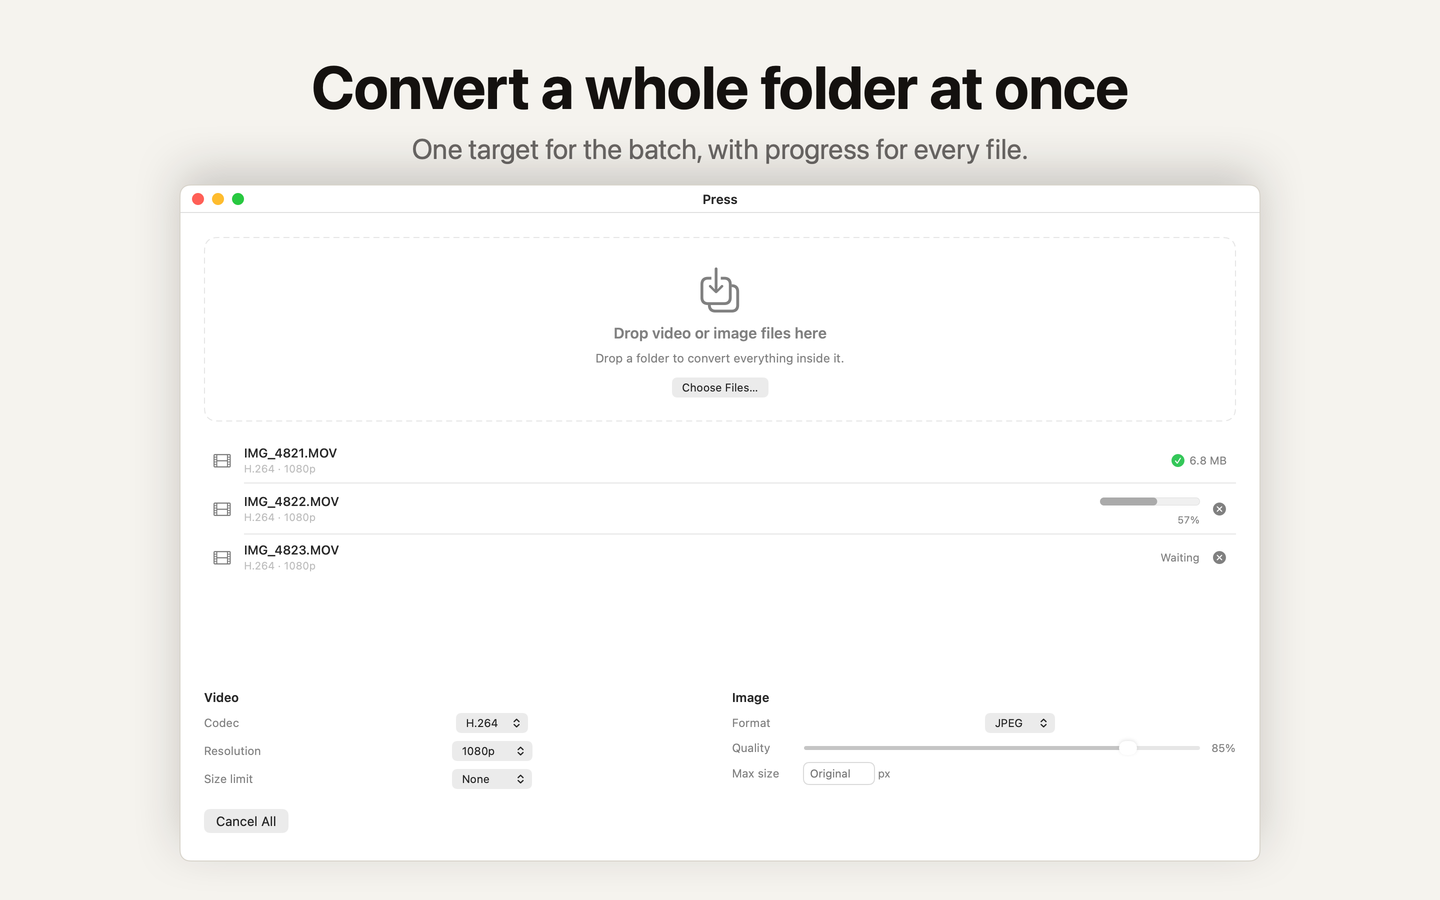 Convert a whole folder at once
One target for the batch, with progress for every file.
Press
Drop video or image files here
Drop a folder to convert everything inside it.
Choose Files...
IMG_4821.MOV
H.264 · 1080p
6.8 MB
IMG_4822.MOV
H.264 · 1080p
57%
IMG_4823.MOV
H.264 · 1080p
Waiting
Video
Codec
H.264
Resolution
1080p
Size limit
None
Image
Format
JPEG
Quality
85%
Max size
Original
px
Cancel All